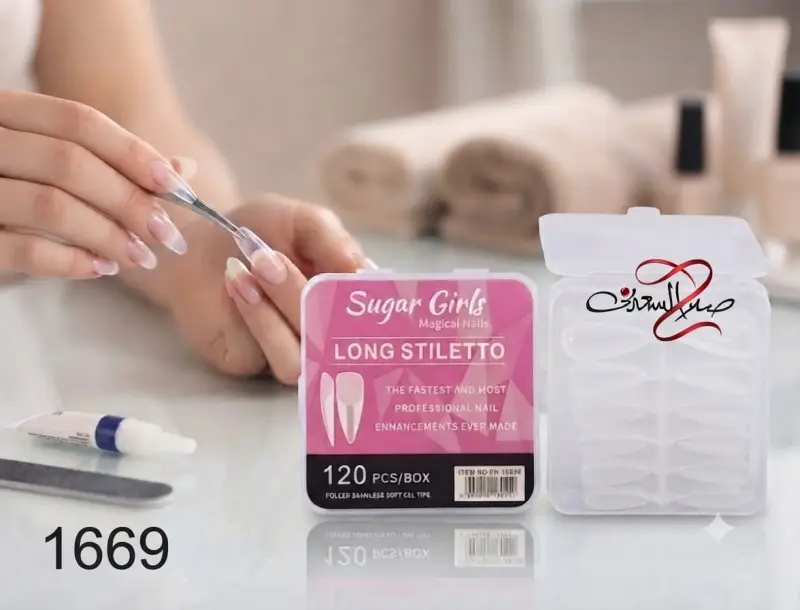 Sugar Girls
Magical Nails
LONG STILETTO
THE FASTEST AND MOST
PROFESSIONAL NAIL
ENHANCEMENTS EVER MADE
120 PCS/BOX
1669